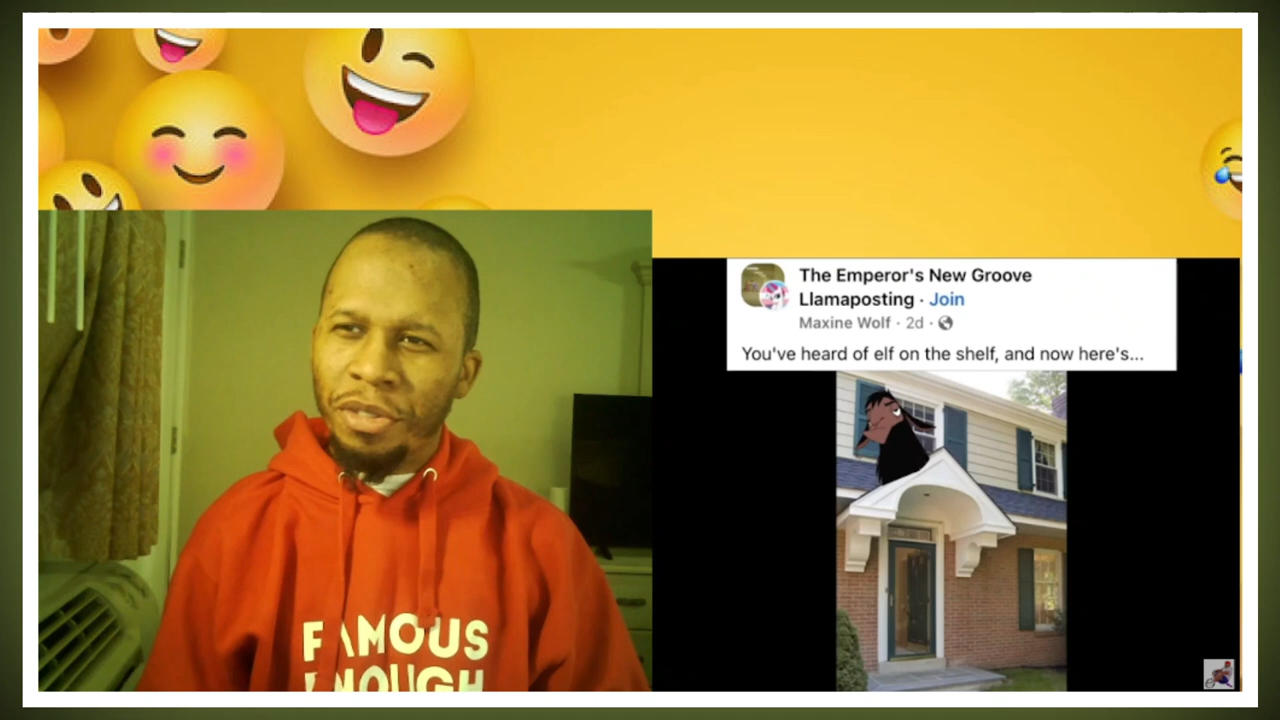 The Emperor's New Groove
Llamaposting · Join
Maxine Wolf · 2d ·
You've heard of elf on the shelf, and now here's...
FAMOUS
ENOUGH